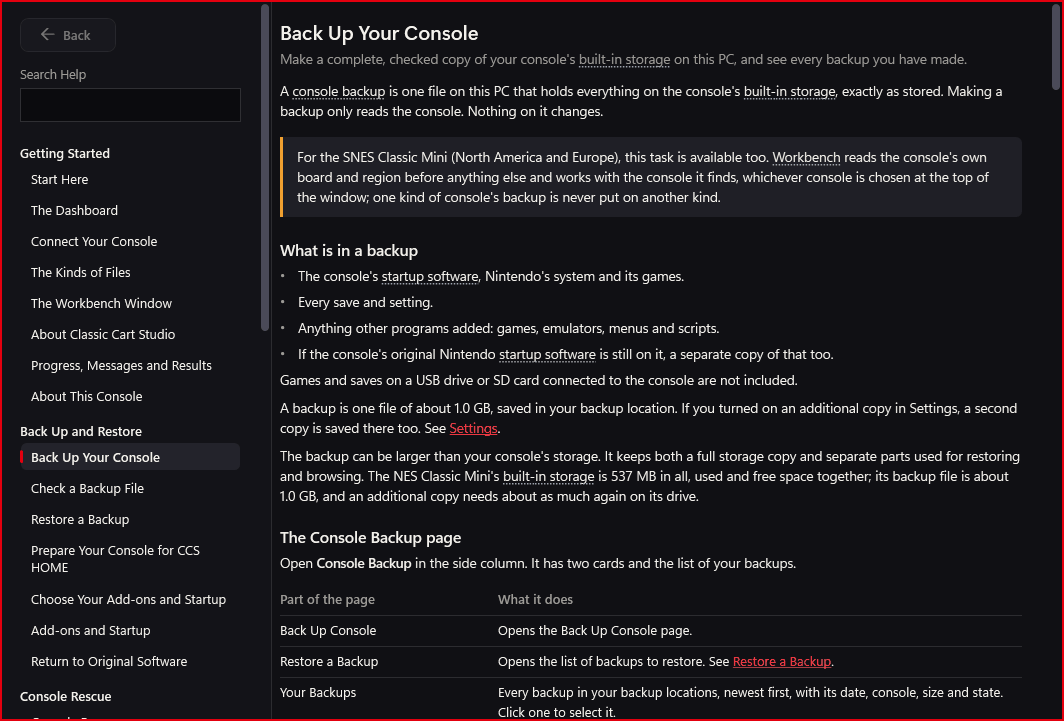 Back
Search Help
Getting Started
Start Here
The Dashboard
Connect Your Console
The Kinds of Files
The Workbench Window
About Classic Cart Studio
Progress, Messages and Results
About This Console
Back Up and Restore
Back Up Your Console
Check a Backup File
Restore a Backup
Prepare Your Console for CCS
HOME
Choose Your Add-ons and Startup
Add-ons and Startup
Return to Original Software
Console Rescue
Back Up Your Console
Make a complete, checked copy of your console's built-in storage on this PC, and see every backup you have made.
A console backup is one file on this PC that holds everything on the console's built-in storage, exactly as stored. Making a
backup only reads the console. Nothing on it changes.
For the SNES Classic Mini (North America and Europe), this task is available too. Workbench reads the console's own
board and region before anything else and works with the console it finds, whichever console is chosen at the top of
the window; one kind of console's backup is never put on another kind.
What is in a backup
• The console's startup software, Nintendo's system and its games.
• Every save and setting.
• Anything other programs added: games, emulators, menus and scripts.
• If the console's original Nintendo startup software is still on it, a separate copy of that too.
Games and saves on a USB drive or SD card connected to the console are not included.
A backup is one file of about 1.0 GB, saved in your backup location. If you turned on an additional copy in Settings, a second
copy is saved there too. See Settings.
The backup can be larger than your console's storage. It keeps both a full storage copy and separate parts used for restoring
and browsing. The NES Classic Mini's built-in storage is 537 MB in all, used and free space together; its backup file is about
1.0 GB, and an additional copy needs about as much again on its drive.
The Console Backup page
Open Console Backup in the side column. It has two cards and the list of your backups.
Part of the page What it does
Back Up Console Opens the Back Up Console page.
Restore a Backup Opens the list of backups to restore. See Restore a Backup.
Your Backups Every backup in your backup locations, newest first, with its date, console, size and state.
Click one to select it.